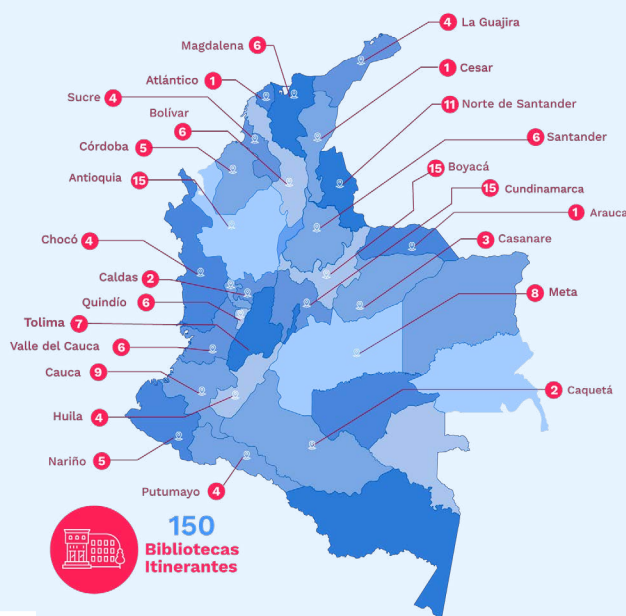 4 La Guajira
Magdalena 6
1 Cesar
Atlántico 1
Sucre 4
11 Norte de Santander
Bolívar
6
6 Santander
Córdoba 5
15 Boyacá
Antioquia 15
15 Cundinamarca
1 Arauca
Chocó 4
3 Casanare
Caldas 2
8 Meta
Quindío 6
Tolima 7
Valle del Cauca 6
Cauca 9
2 Caquetá
Huila 4
Nariño 5
Putumayo 4
150
Bibliotecas
Itinerantes